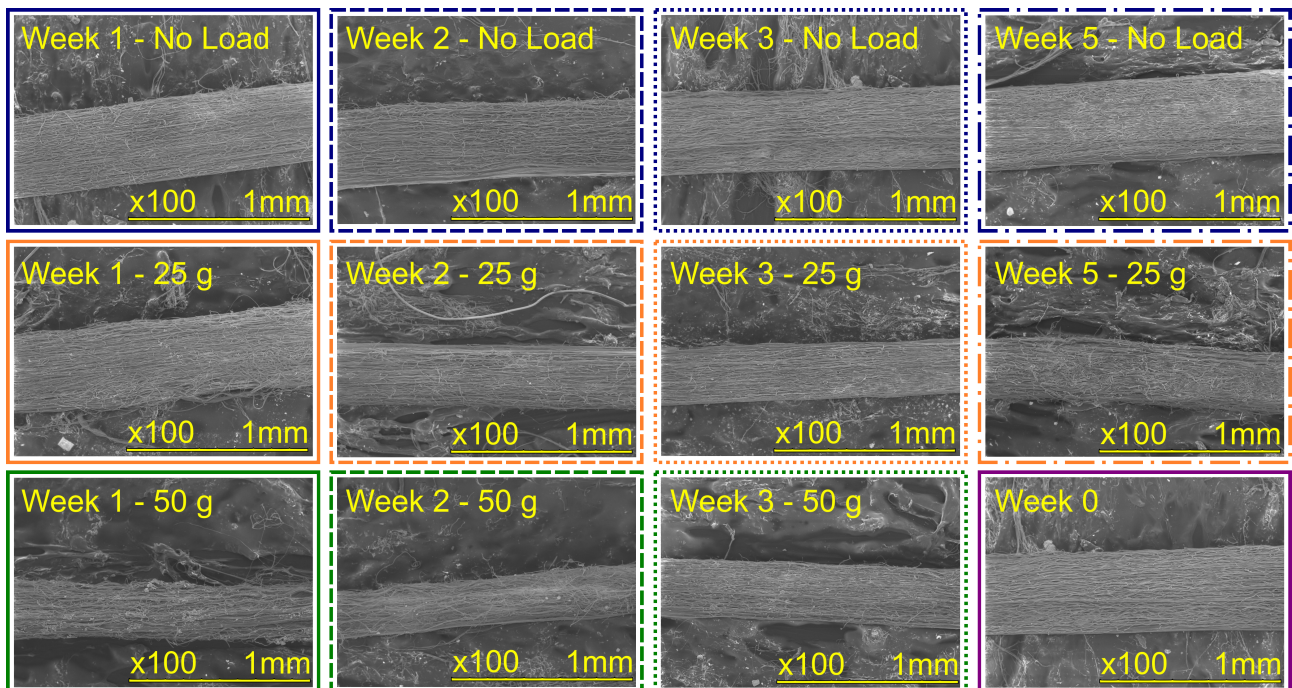 Week 1 - No Load
x100 1mm
Week 2 - No Load
x100 1mm
Week 3 - No Load
x100 1mm
Week 5 - No Load
x100 1mm
Week 1 - 25 g
x100 1mm
Week 2 - 25 g
x100 1mm
Week 3 - 25 g
x100 1mm
Week 5 - 25 g
x100 1mm
Week 1 - 50 g
x100 1mm
Week 2 - 50 g
x100 1mm
Week 3 - 50 g
x100 1mm
Week 0
x100 1mm